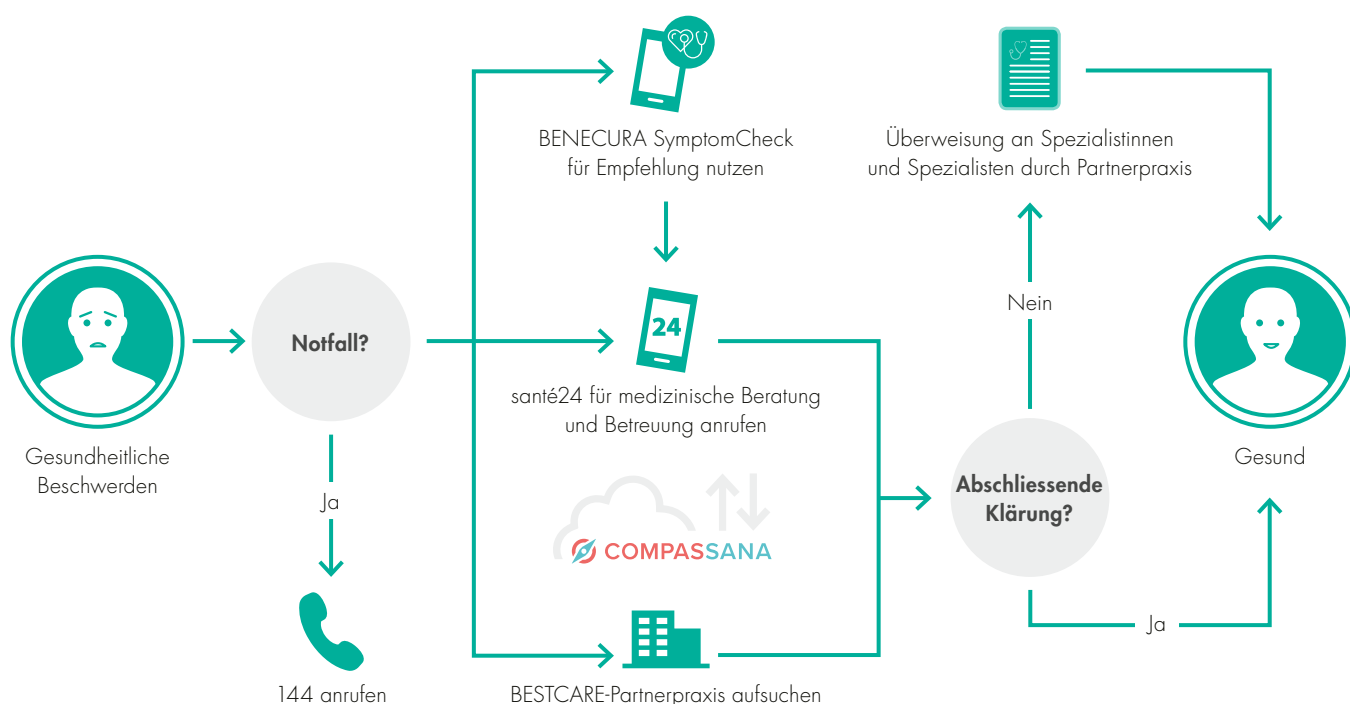 Gesundheitliche
Beschwerden
Notfall?
Ja
144 anrufen
BENECURA SymptomCheck
für Empfehlung nutzen
24
santé24 für medizinische Beratung
und Betreuung anrufen
COMPASSANA
BESTCARE-Partnerpraxis aufsuchen
Abschliessende
Klärung?
Nein
Überweisung an Spezialistinnen
und Spezialisten durch Partnerpraxis
Ja
Gesund